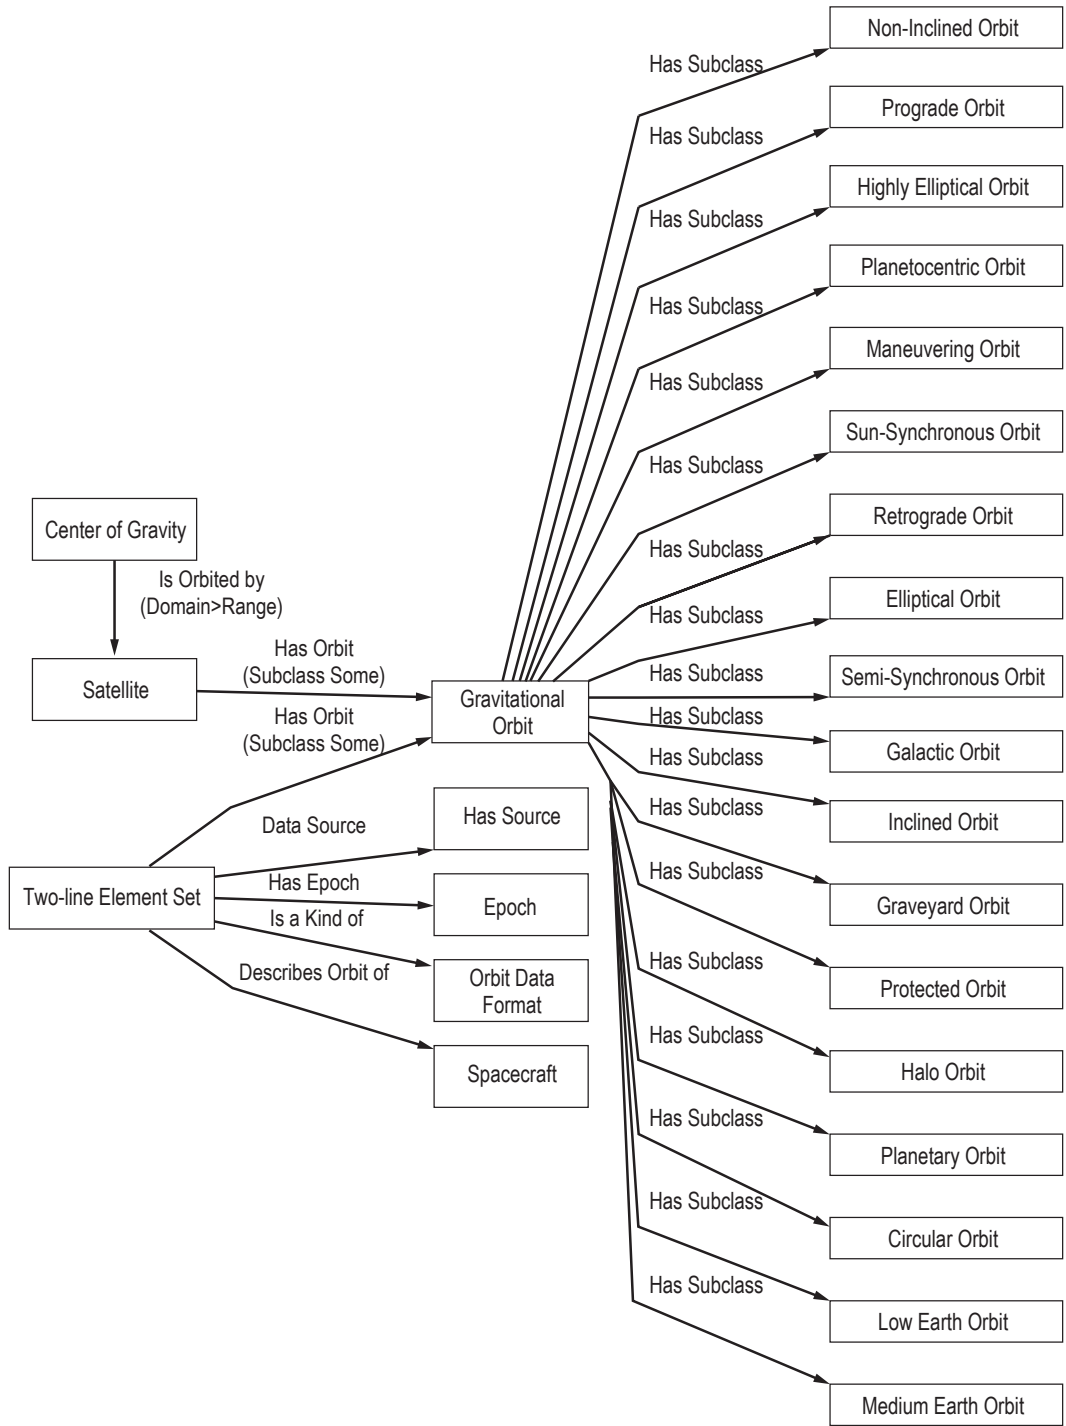 Non-Inclined Orbit
Has Subclass
Prograde Orbit
Has Subclass
Highly Elliptical Orbit
Has Subclass
Planetocentric Orbit
Has Subclass
Maneuvering Orbit
Has Subclass
Sun-Synchronous Orbit
Has Subclass
Retrograde Orbit
Has Subclass
Elliptical Orbit
Has Subclass
Semi-Synchronous Orbit
Has Subclass
Galactic Orbit
Has Subclass
Inclined Orbit
Has Subclass
Graveyard Orbit
Has Subclass
Protected Orbit
Has Subclass
Halo Orbit
Has Subclass
Planetary Orbit
Has Subclass
Circular Orbit
Has Subclass
Low Earth Orbit
Has Subclass
Medium Earth Orbit
Center of Gravity
Is Orbited by
(Domain>Range)
Satellite
Has Orbit
(Subclass Some)
Gravitational
Orbit
Has Orbit
(Subclass Some)
Two-line Element Set
Data Source
Has Source
Has Epoch
Epoch
Is a Kind of
Orbit Data
Format
Describes Orbit of
Spacecraft